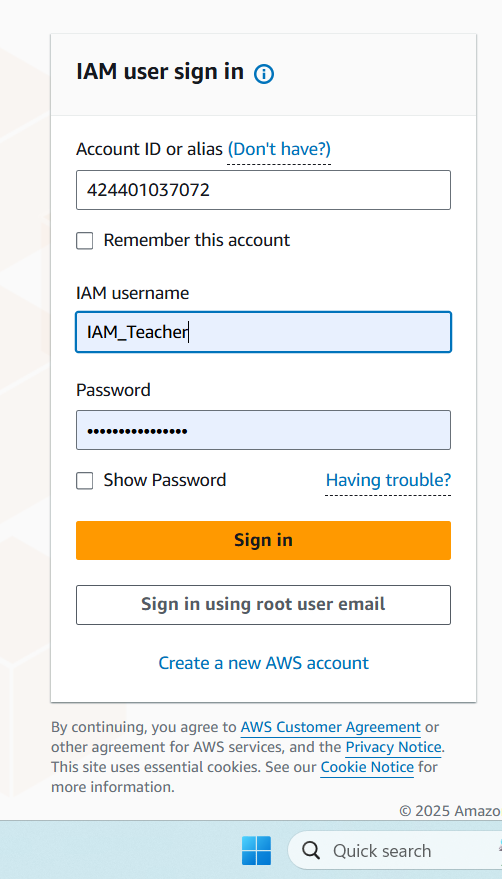 IAM user sign in
Account ID or alias (Don't have?)
424401037072
Remember this account
IAM username
IAM_Teacher
Password
••••••••••••••••
Show Password
Having trouble?
Sign in
Sign in using root user email
Create a new AWS account
By continuing, you agree to AWS Customer Agreement or
other agreement for AWS services, and the Privacy Notice.
This site uses essential cookies. See our Cookie Notice for
more information.
© 2025 Amazo
Quick search